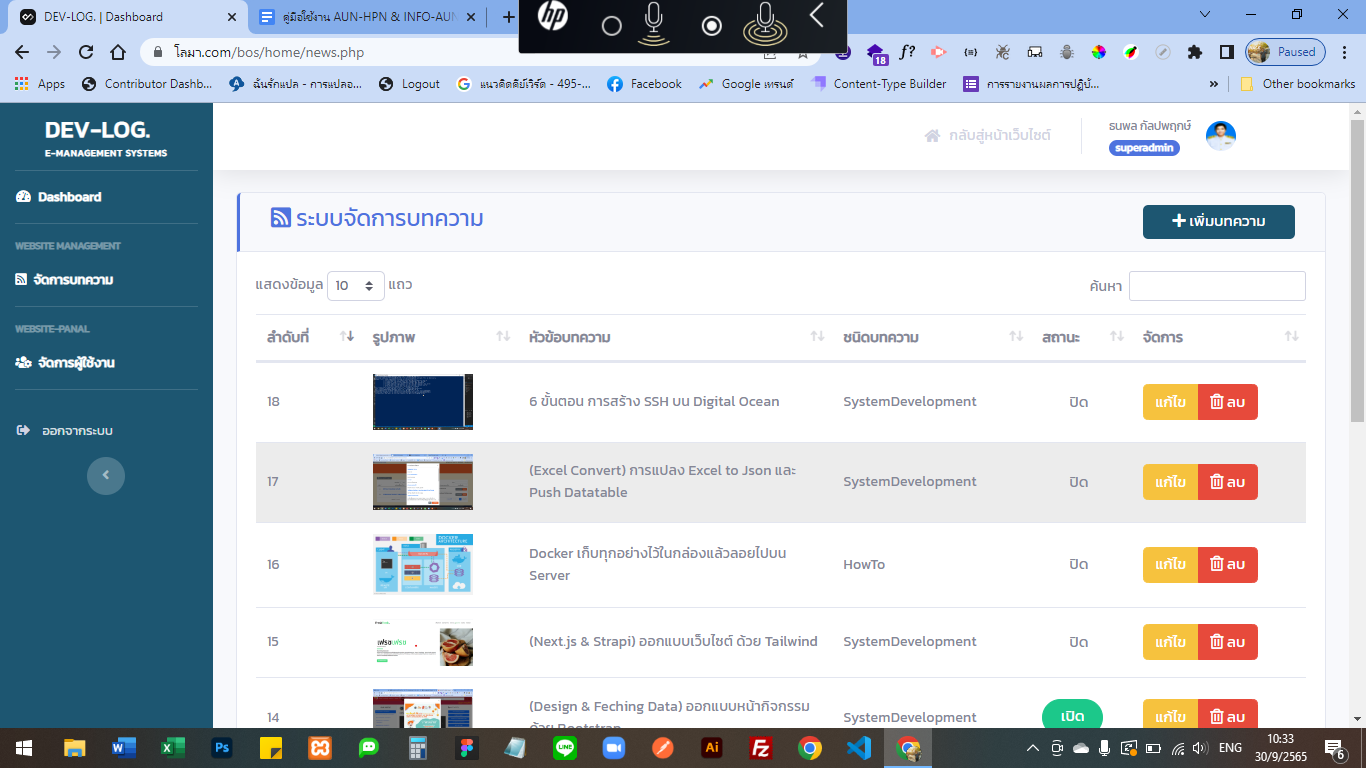 DEV-LOG. | Dashboard
คู่มือใช้งาน AUN-HPN & INFO-AUN
โลมา.com/bos/home/news.php
18
Paused
Apps
Contributor Dashb...
ฉันรักแปล - การแปลอ...
Logout
แนวคิดคีย์เวิร์ด - 495-...
Facebook
Google เทรนด์
Content-Type Builder
การรายงานผลการปฏิบั...
Other bookmarks
DEV-LOG.
E-MANAGEMENT SYSTEMS
Dashboard
WEBSITE MANAGEMENT
จัดการบทความ
WEBSITE-PANAL
จัดการผู้ใช้งาน
ออกจากระบบ
กลับสู่หน้าเว็บไซต์
ธนพล กัลปพฤกษ์
superadmin
ระบบจัดการบทความ
เพิ่มบทความ
แสดงข้อมูล 10 แถว
ค้นหา
ลำดับที่ รูปภาพ หัวข้อบทความ ชนิดบทความ สถานะ จัดการ
18 6 ขั้นตอน การสร้าง SSH บน Digital Ocean SystemDevelopment ปิด แก้ไข ลบ
17 (Excel Convert) การแปลง Excel to Json และ
Push Datatable SystemDevelopment ปิด แก้ไข ลบ
16 Docker เก็บทุกอย่างไว้ในกล่องแล้วลอยไปบน
Server HowTo ปิด แก้ไข ลบ
15 (Next.js & Strapi) ออกแบบเว็บไซต์ ด้วย Tailwind SystemDevelopment ปิด แก้ไข ลบ
14 (Design & Feching Data) ออกแบบหน้ากิจกรรม
ด้วย Bootstrap SystemDevelopment เปิด แก้ไข ลบ
ENG
10:33
30/9/2565
6